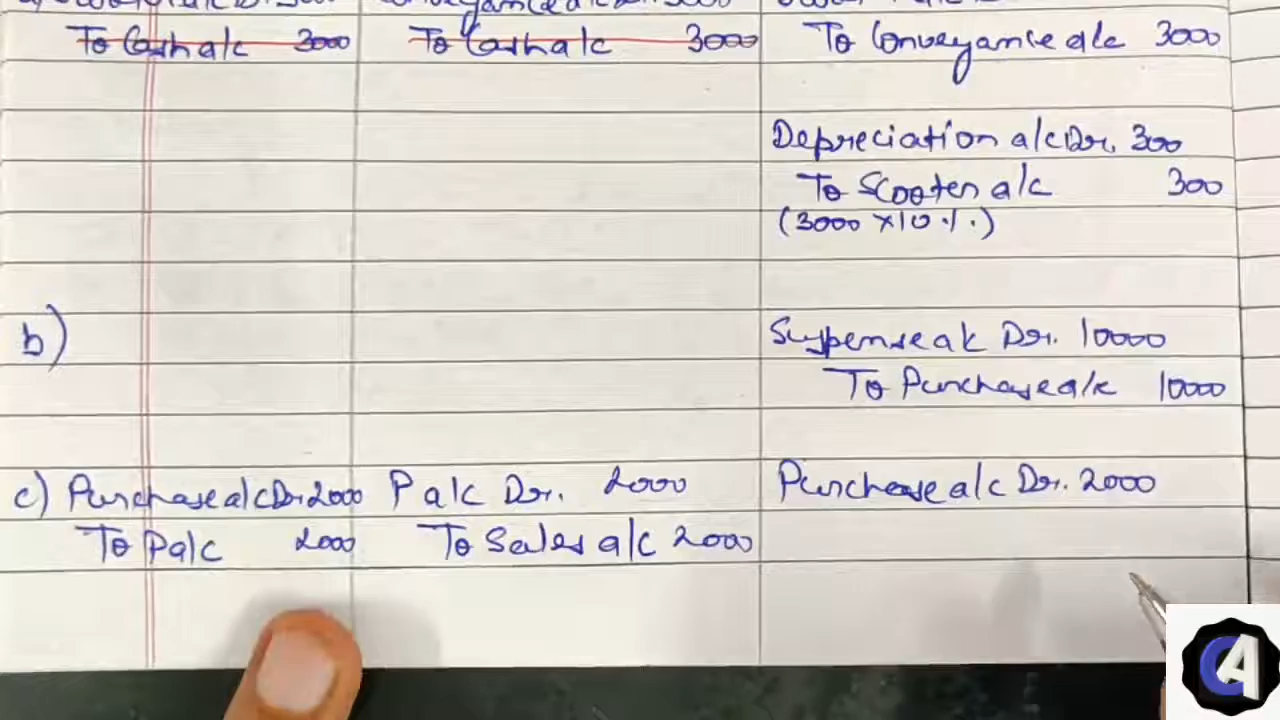 To Cash a/c 3000 To Cash a/c 3000 To Conveyance a/c 3000
Depreciation a/c Dr. 300
To Scooter a/c 300
(3000 × 10 %.)
b) Suspense a/c Dr. 10000
To Purchase a/c 10000
c) Purchase a/c Dr. 2000 P a/c Dr. 2000 Purchase a/c Dr. 2000
To P a/c 2000 To Sales a/c 2000
CA